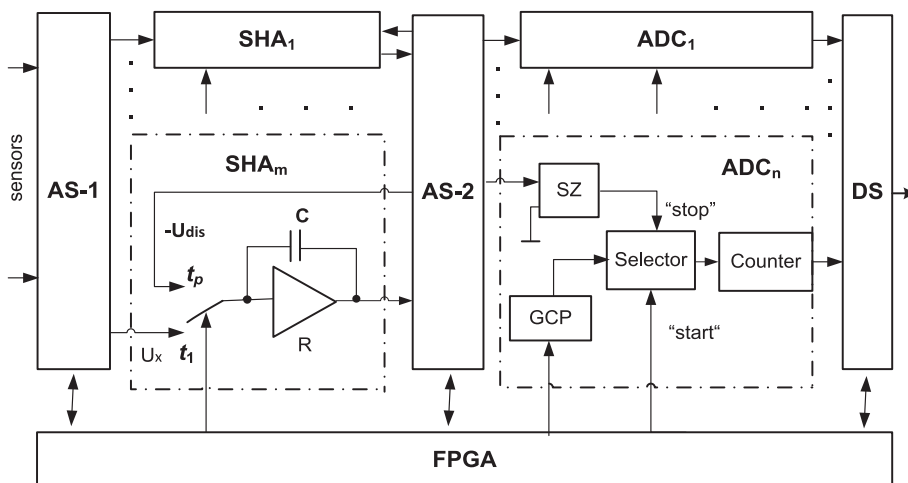 SHA1
ADC1
sensors
AS-1
SHAm
AS-2
ADCn
DS
-Udis
C
tp
SZ
"stop"
Selector
Counter
GCP
R
Ux
t1
"start"
FPGA